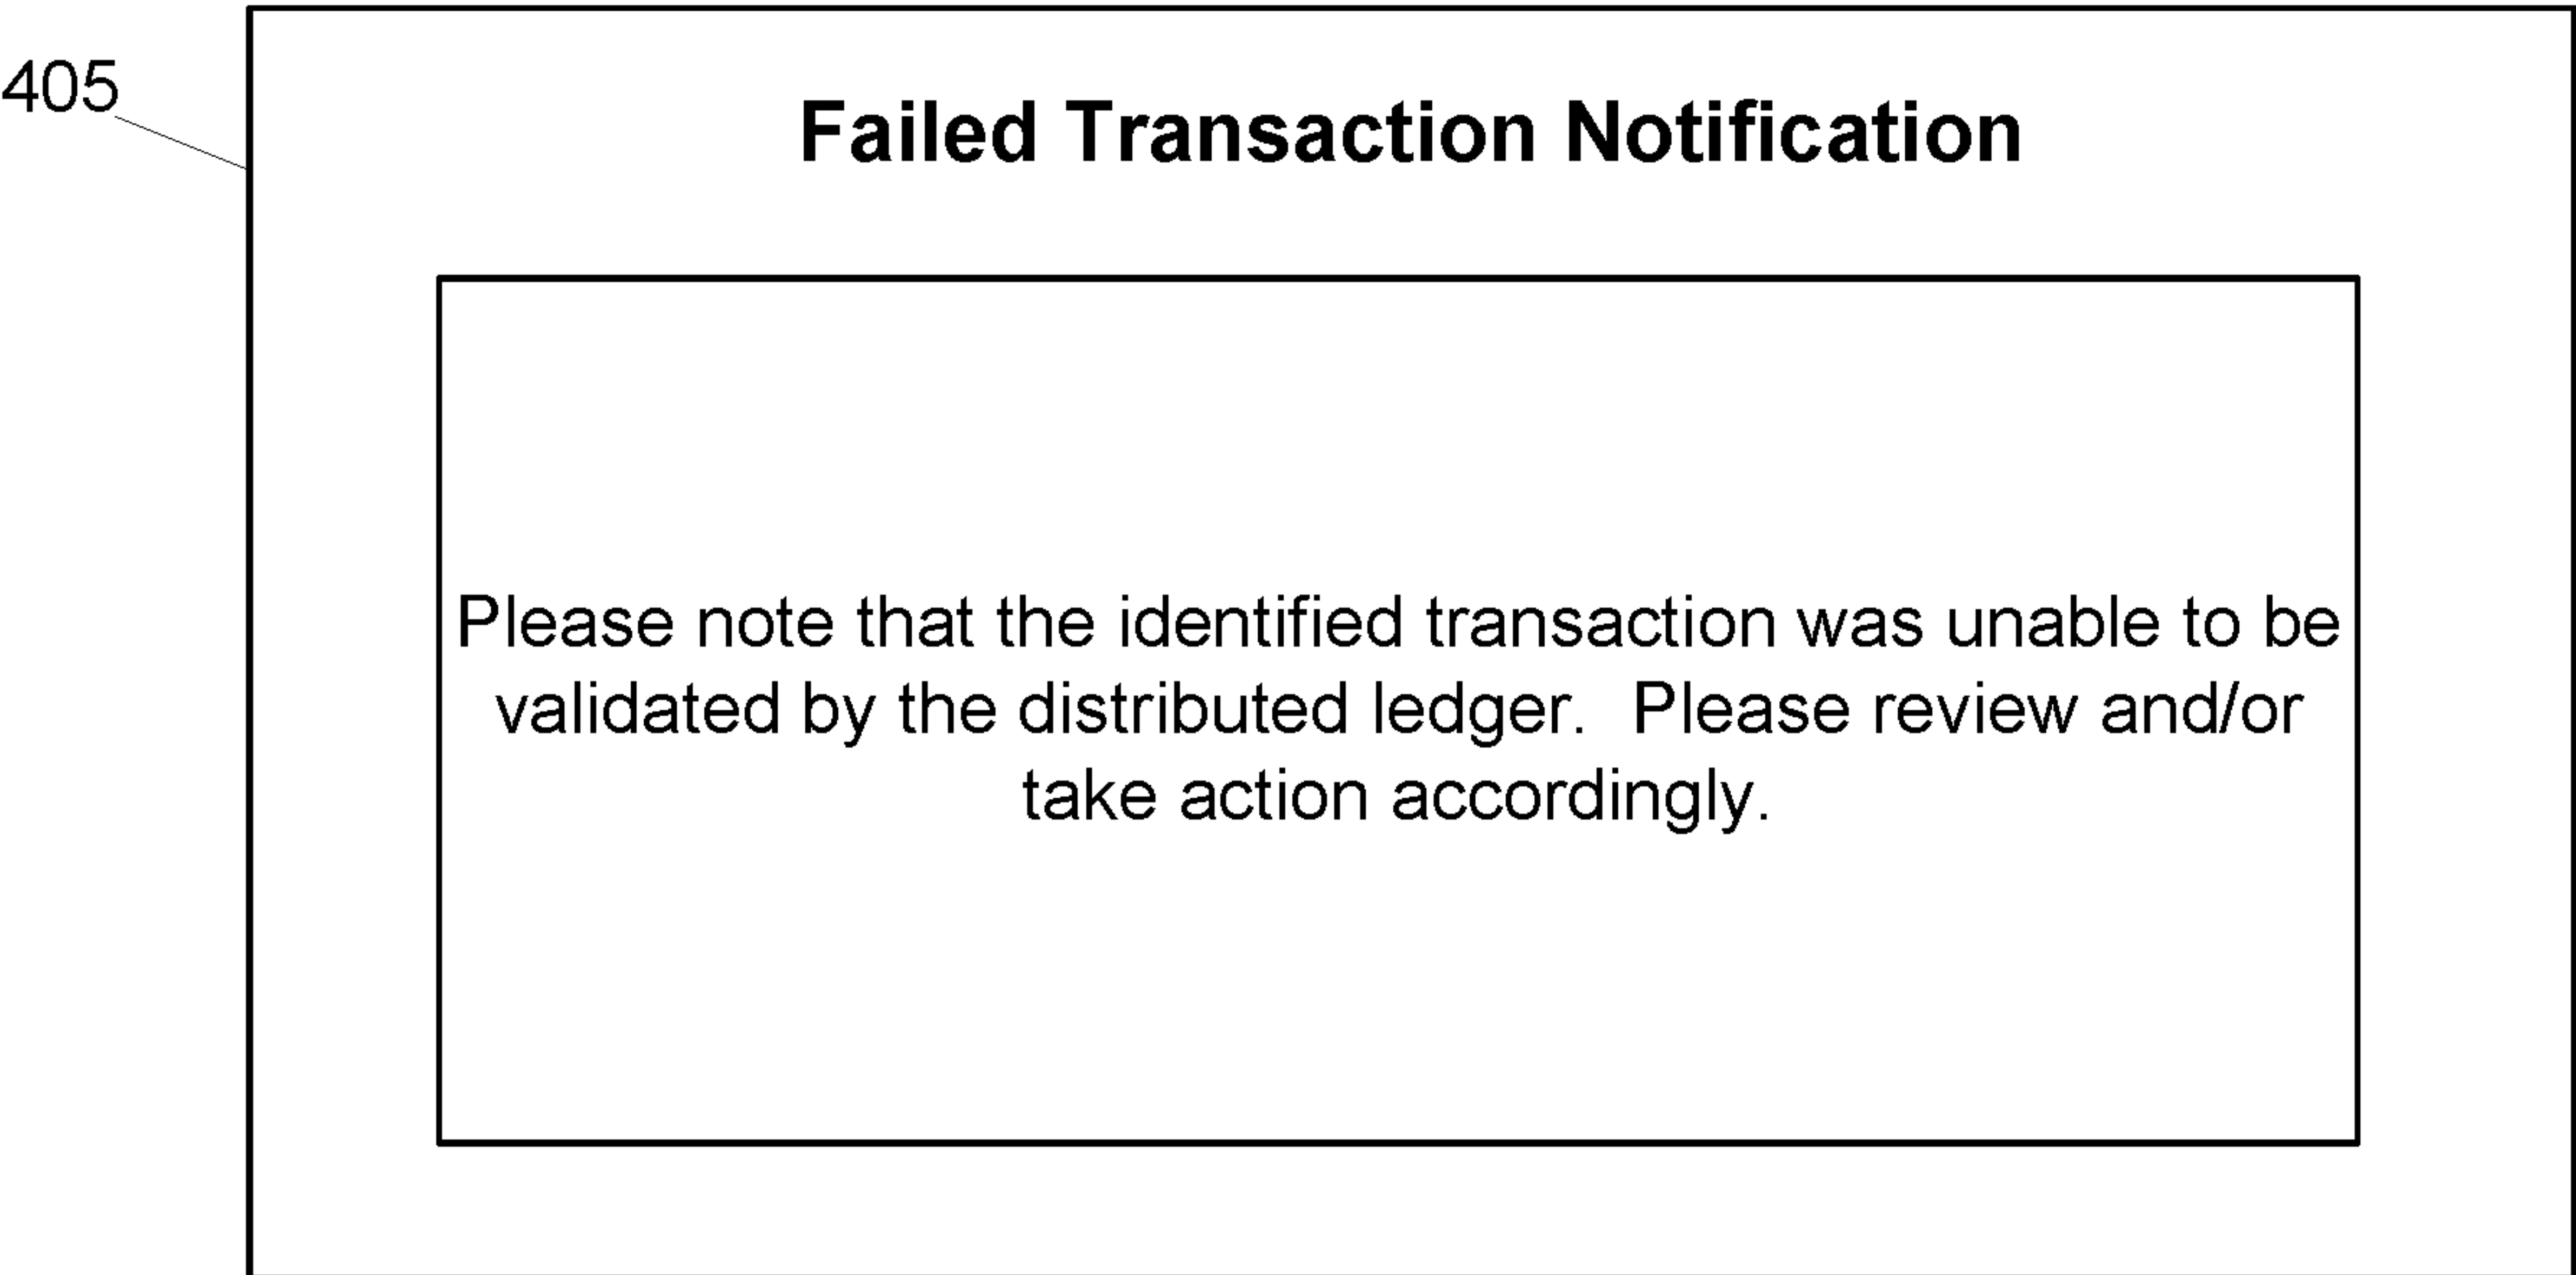 405
Failed Transaction Notification
Please note that the identified transaction was unable to be
validated by the distributed ledger.  Please review and/or
take action accordingly.